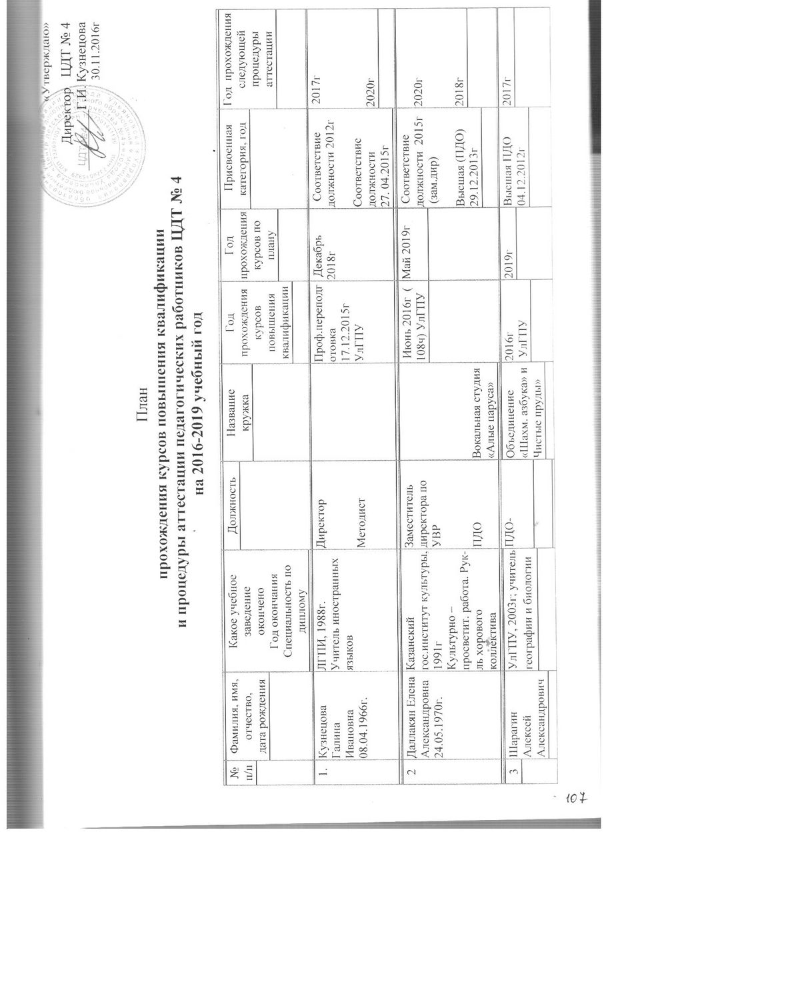 «Утверждаю»
Директор ЦДТ № 4
Г.И. Кузнецова
30.11.2016г
План
прохождения курсов повышения квалификации
и процедуры аттестации педагогических работников ЦДТ № 4
на 2016-2019 учебный год
№
п/п
Фамилия, имя,
отчество,
дата рождения
Какое учебное
заведение
окончено
Год окончания
Специальность по
диплому
Должность
Название
кружка
Год
прохождения
курсов
повышения
квалификации
Год
прохождения
курсов по
плану
Присвоенная
категория, год
Год прохождения
следующей
процедуры
аттестации
1.
Кузнецова
Галина
Ивановна
08.04.1966г.
ЛГПИ, 1988г.
Учитель иностранных
языков
Директор
Методист
Проф.переподг
отовка
17.12.2015г
УлГПУ
Декабрь
2018г
Соответствие
должности 2012г
Соответствие
должности
27. 04.2015г
2017г
2020г
2
Даллакян Елена
Александровна
24.05.1970г.
Казанский
гос.институт культуры,
1991г
Культурно –
просветит. работа. Рук-
ль хорового
коллектива
Заместитель
директора по
УВР
ПДО
Вокальная студия
«Алые паруса»
Июнь 2016г (
108ч) УлГПУ
Май 2019г
Соответствие
должности 2015г
(зам.дир)
Высшая (ПДО)
29.12.2013г
2020г
2018г
3
Шарагин
Алексей
Александрович
УлГПУ, 2003г; учитель
географии и биологии
ПДО-
Объединение
«Шахм. азбука» и
Чистые пруды»
2016г
УлГПУ
2019г
Высшая ПДО
04.12.2012г
2017г
107